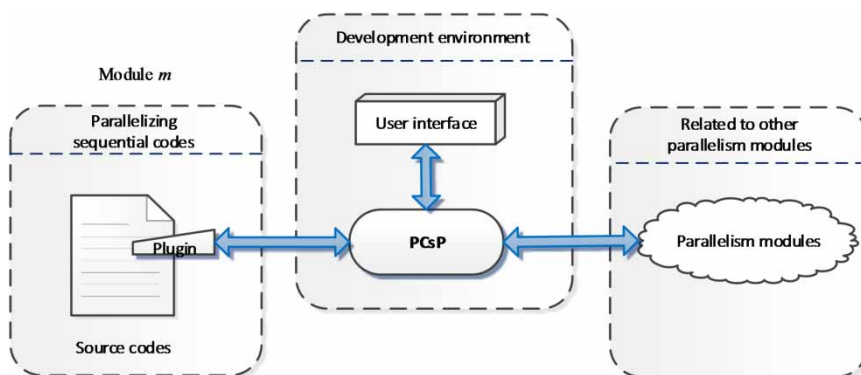 Module m
Parallelizing
sequential codes
Plugin
Source codes
Development environment
User interface
PCsP
Related to other
parallelism modules
Parallelism modules